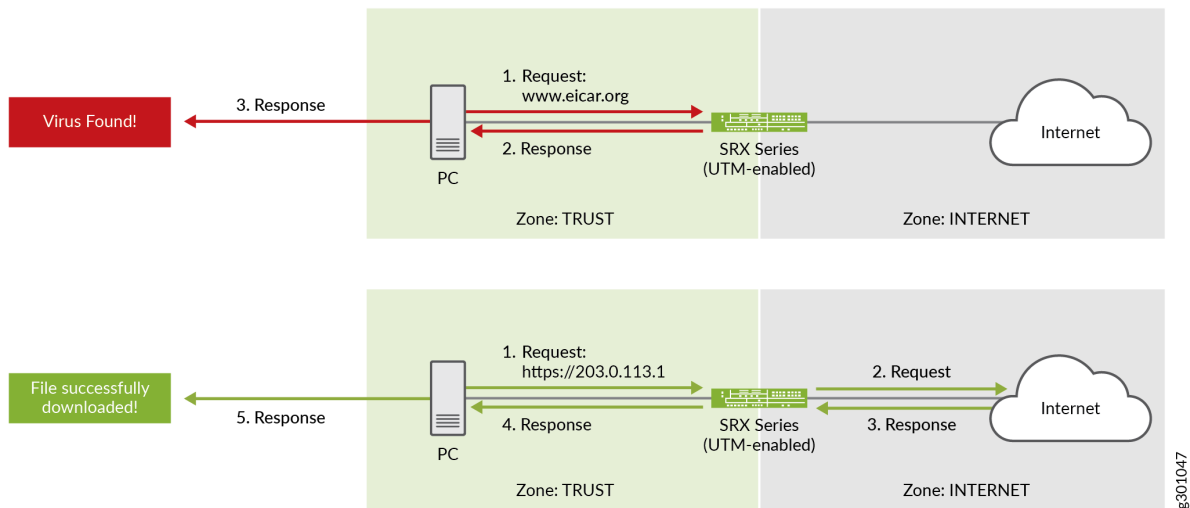 1. Request:
www.eicar.org
3. Response
Virus Found!
2. Response
SRX Series
(UTM-enabled)
Internet
PC
Zone: TRUST
Zone: INTERNET
1. Request:
https://203.0.113.1
2. Request
File successfully
downloaded!
5. Response
4. Response
3. Response
SRX Series
(UTM-enabled)
Internet
PC
Zone: TRUST
Zone: INTERNET
g301047